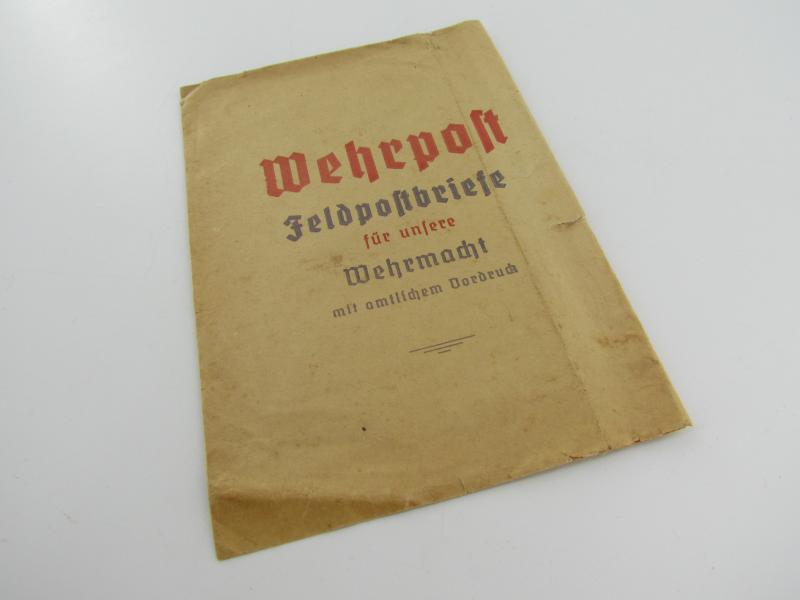 Wehrpost
Feldpostbriefe
für unsere
Wehrmacht
mit amtlichem Vordruck